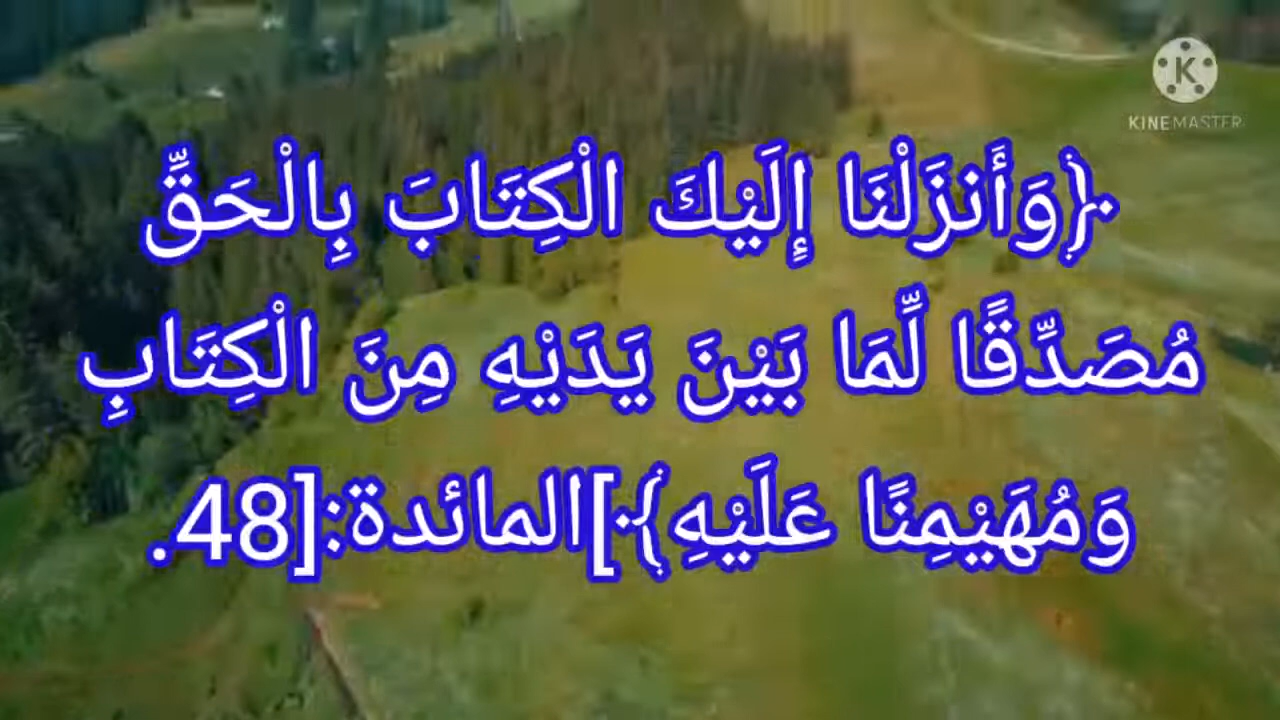 K
KINEMASTER
﴿وَأَنزَلْنَا إِلَيْكَ الْكِتَابَ بِالْحَقِّ
مُصَدِّقًا لِّمَا بَيْنَ يَدَيْهِ مِنَ الْكِتَابِ
وَمُهَيْمِنًا عَلَيْهِ﴾]المائدة:[48.